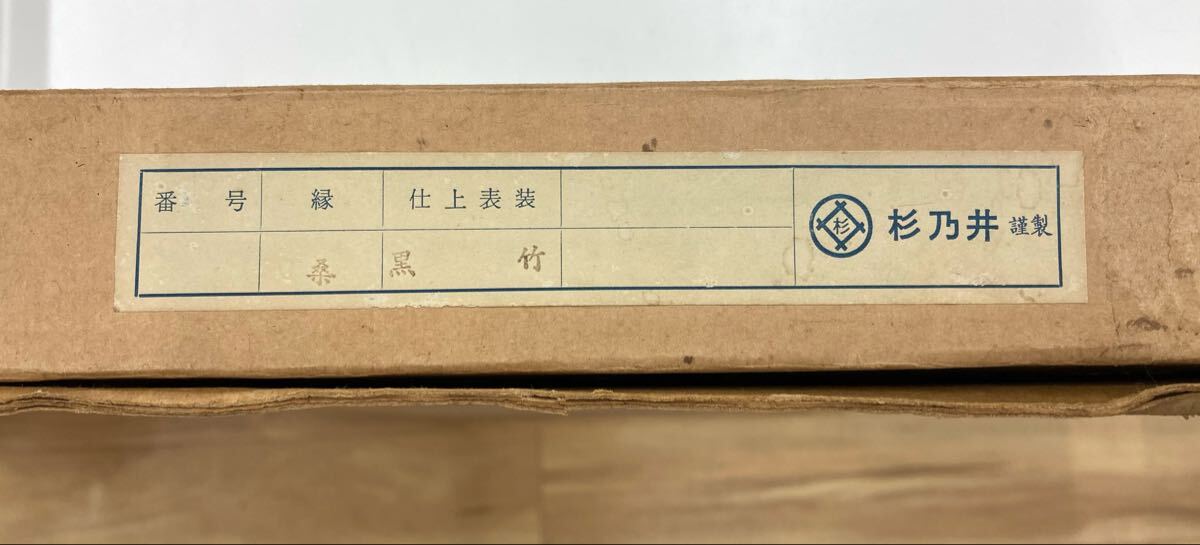 番号 縁 仕上表装
桑 黒竹
杉 杉乃井 謹製